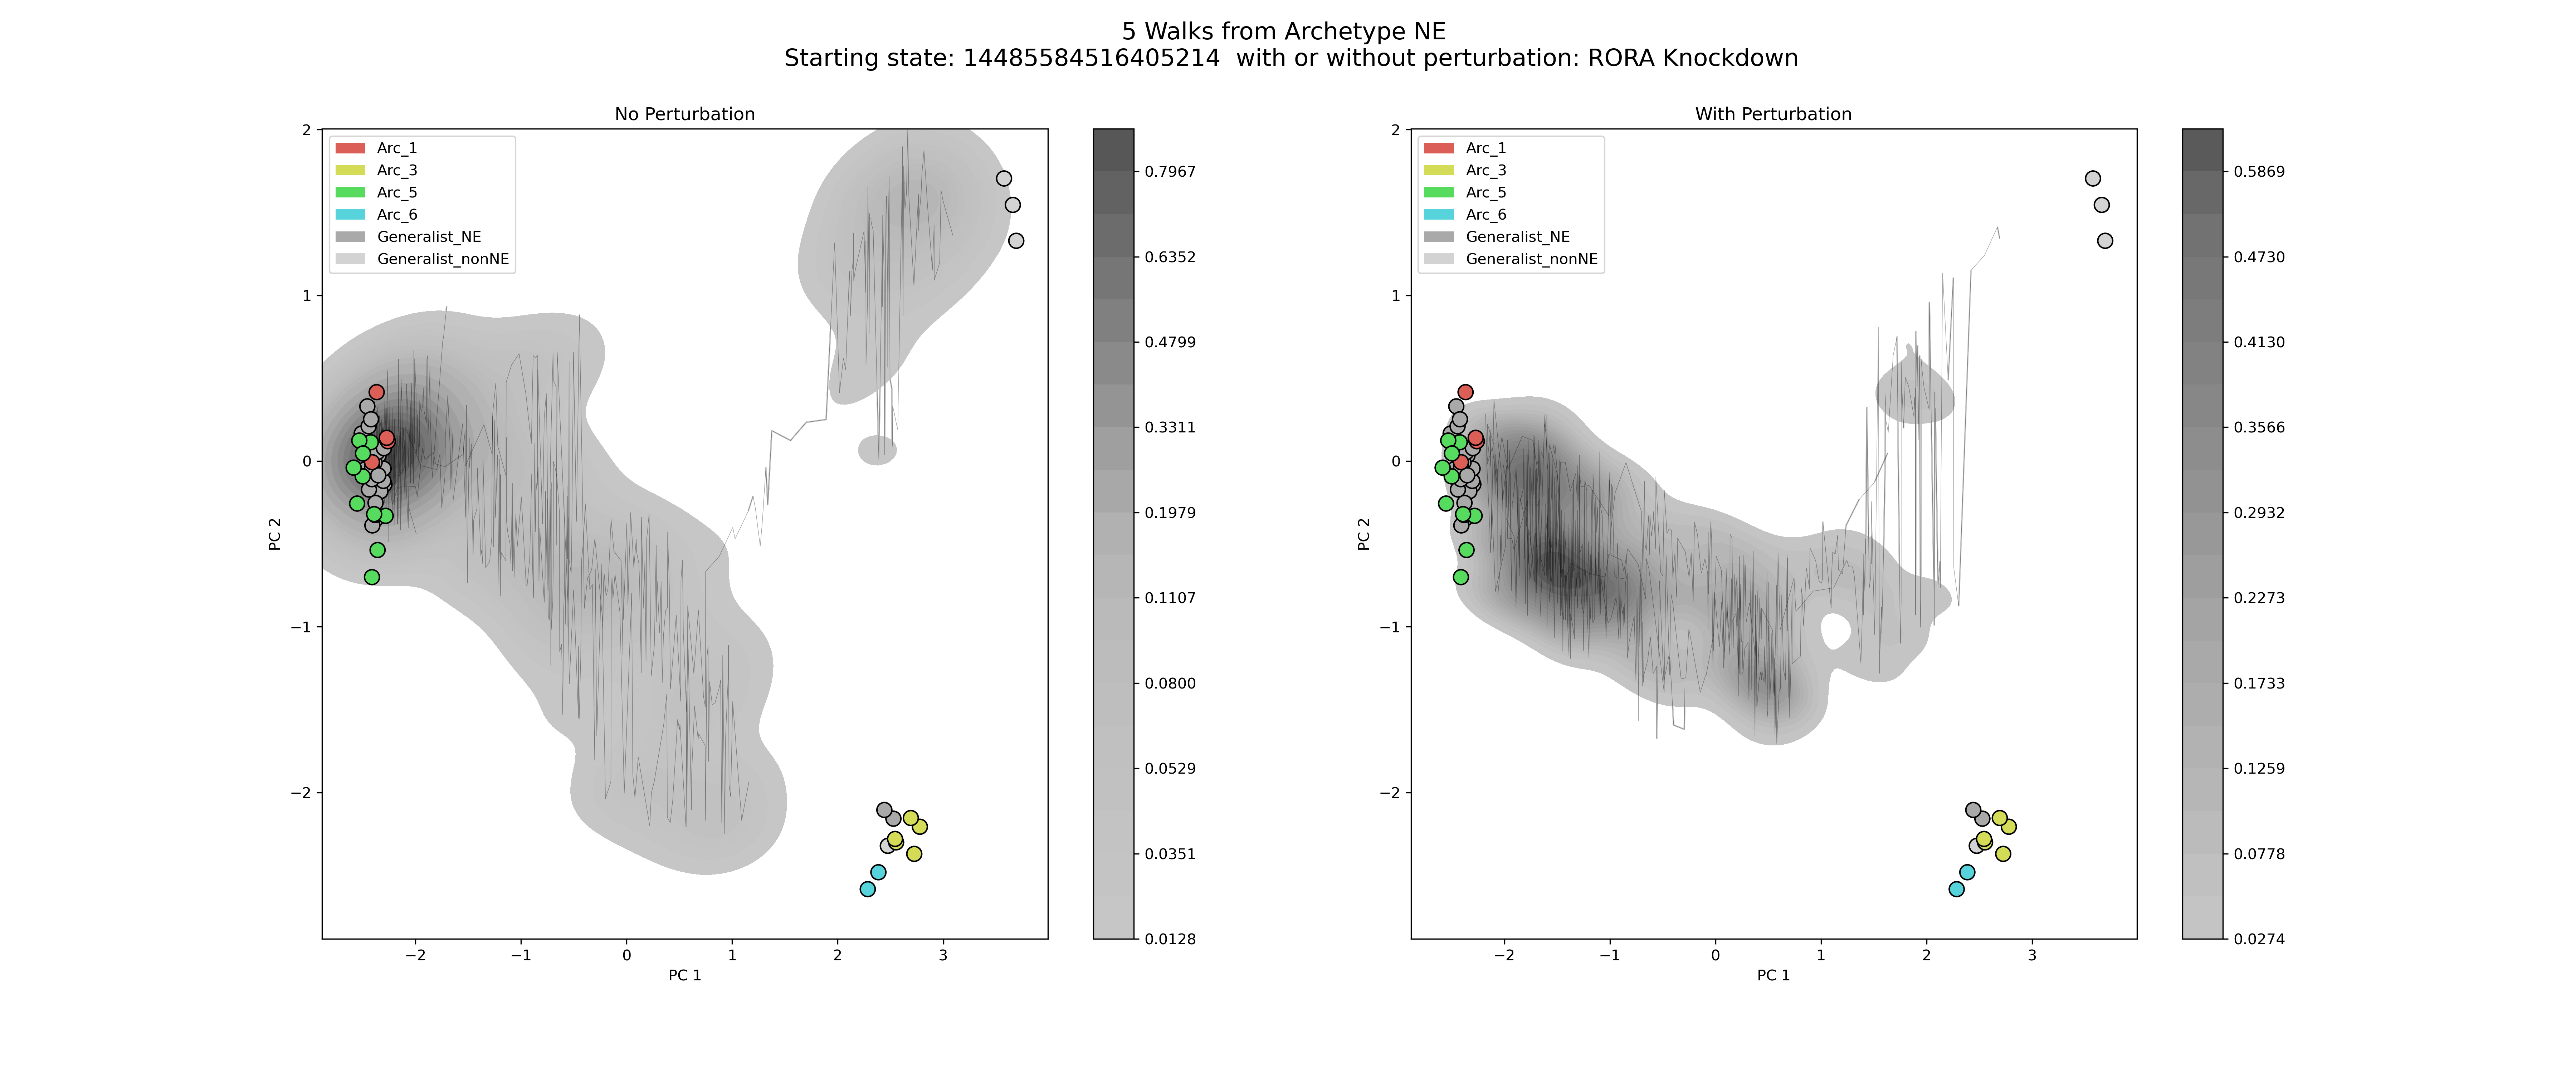 5 Walks from Archetype NE
Starting state: 14485584516405214  with or without perturbation: RORA Knockdown
No Perturbation
Arc_1
Arc_3
Arc_5
Arc_6
Generalist_NE
Generalist_nonNE
2
1
0
−1
−2
PC 2
−2
−1
0
1
2
3
PC 1
0.7967
0.6352
0.4799
0.3311
0.1979
0.1107
0.0800
0.0529
0.0351
0.0128
With Perturbation
Arc_1
Arc_3
Arc_5
Arc_6
Generalist_NE
Generalist_nonNE
2
1
0
−1
−2
PC 2
−2
−1
0
1
2
3
PC 1
0.5869
0.4730
0.4130
0.3566
0.2932
0.2273
0.1733
0.1259
0.0778
0.0274